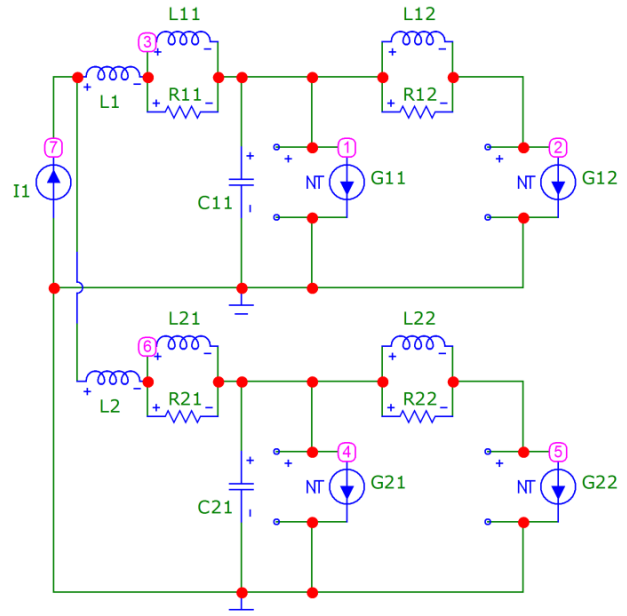 L11
L12
3
+ -
+ -
L1
+ -
R11
+ -
R12
+ -
7
I1
C11
+
-
+
NT
1
G11
+
NT
2
G12
L21
L22
6
+ -
+ -
L2
+ -
R21
+ -
R22
+ -
C21
+
-
+
NT
4
G21
+
NT
5
G22